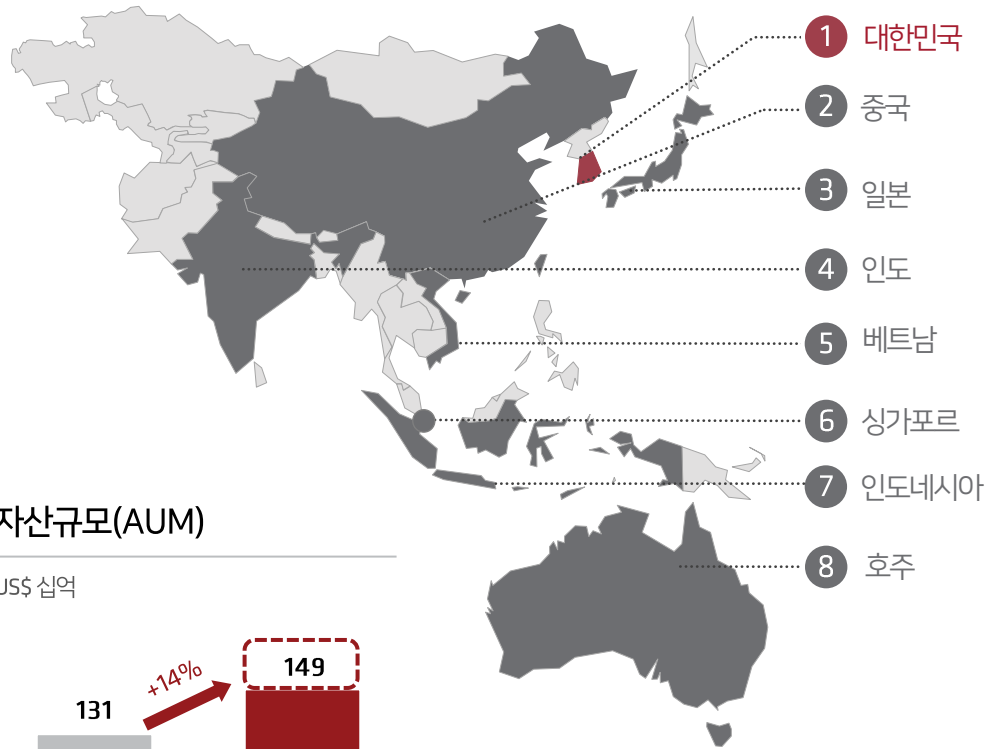 1 대한민국
2 중국
3 일본
4 인도
5 베트남
6 싱가포르
7 인도네시아
8 호주
자산규모(AUM)
US$ 십억
131
+14%
149